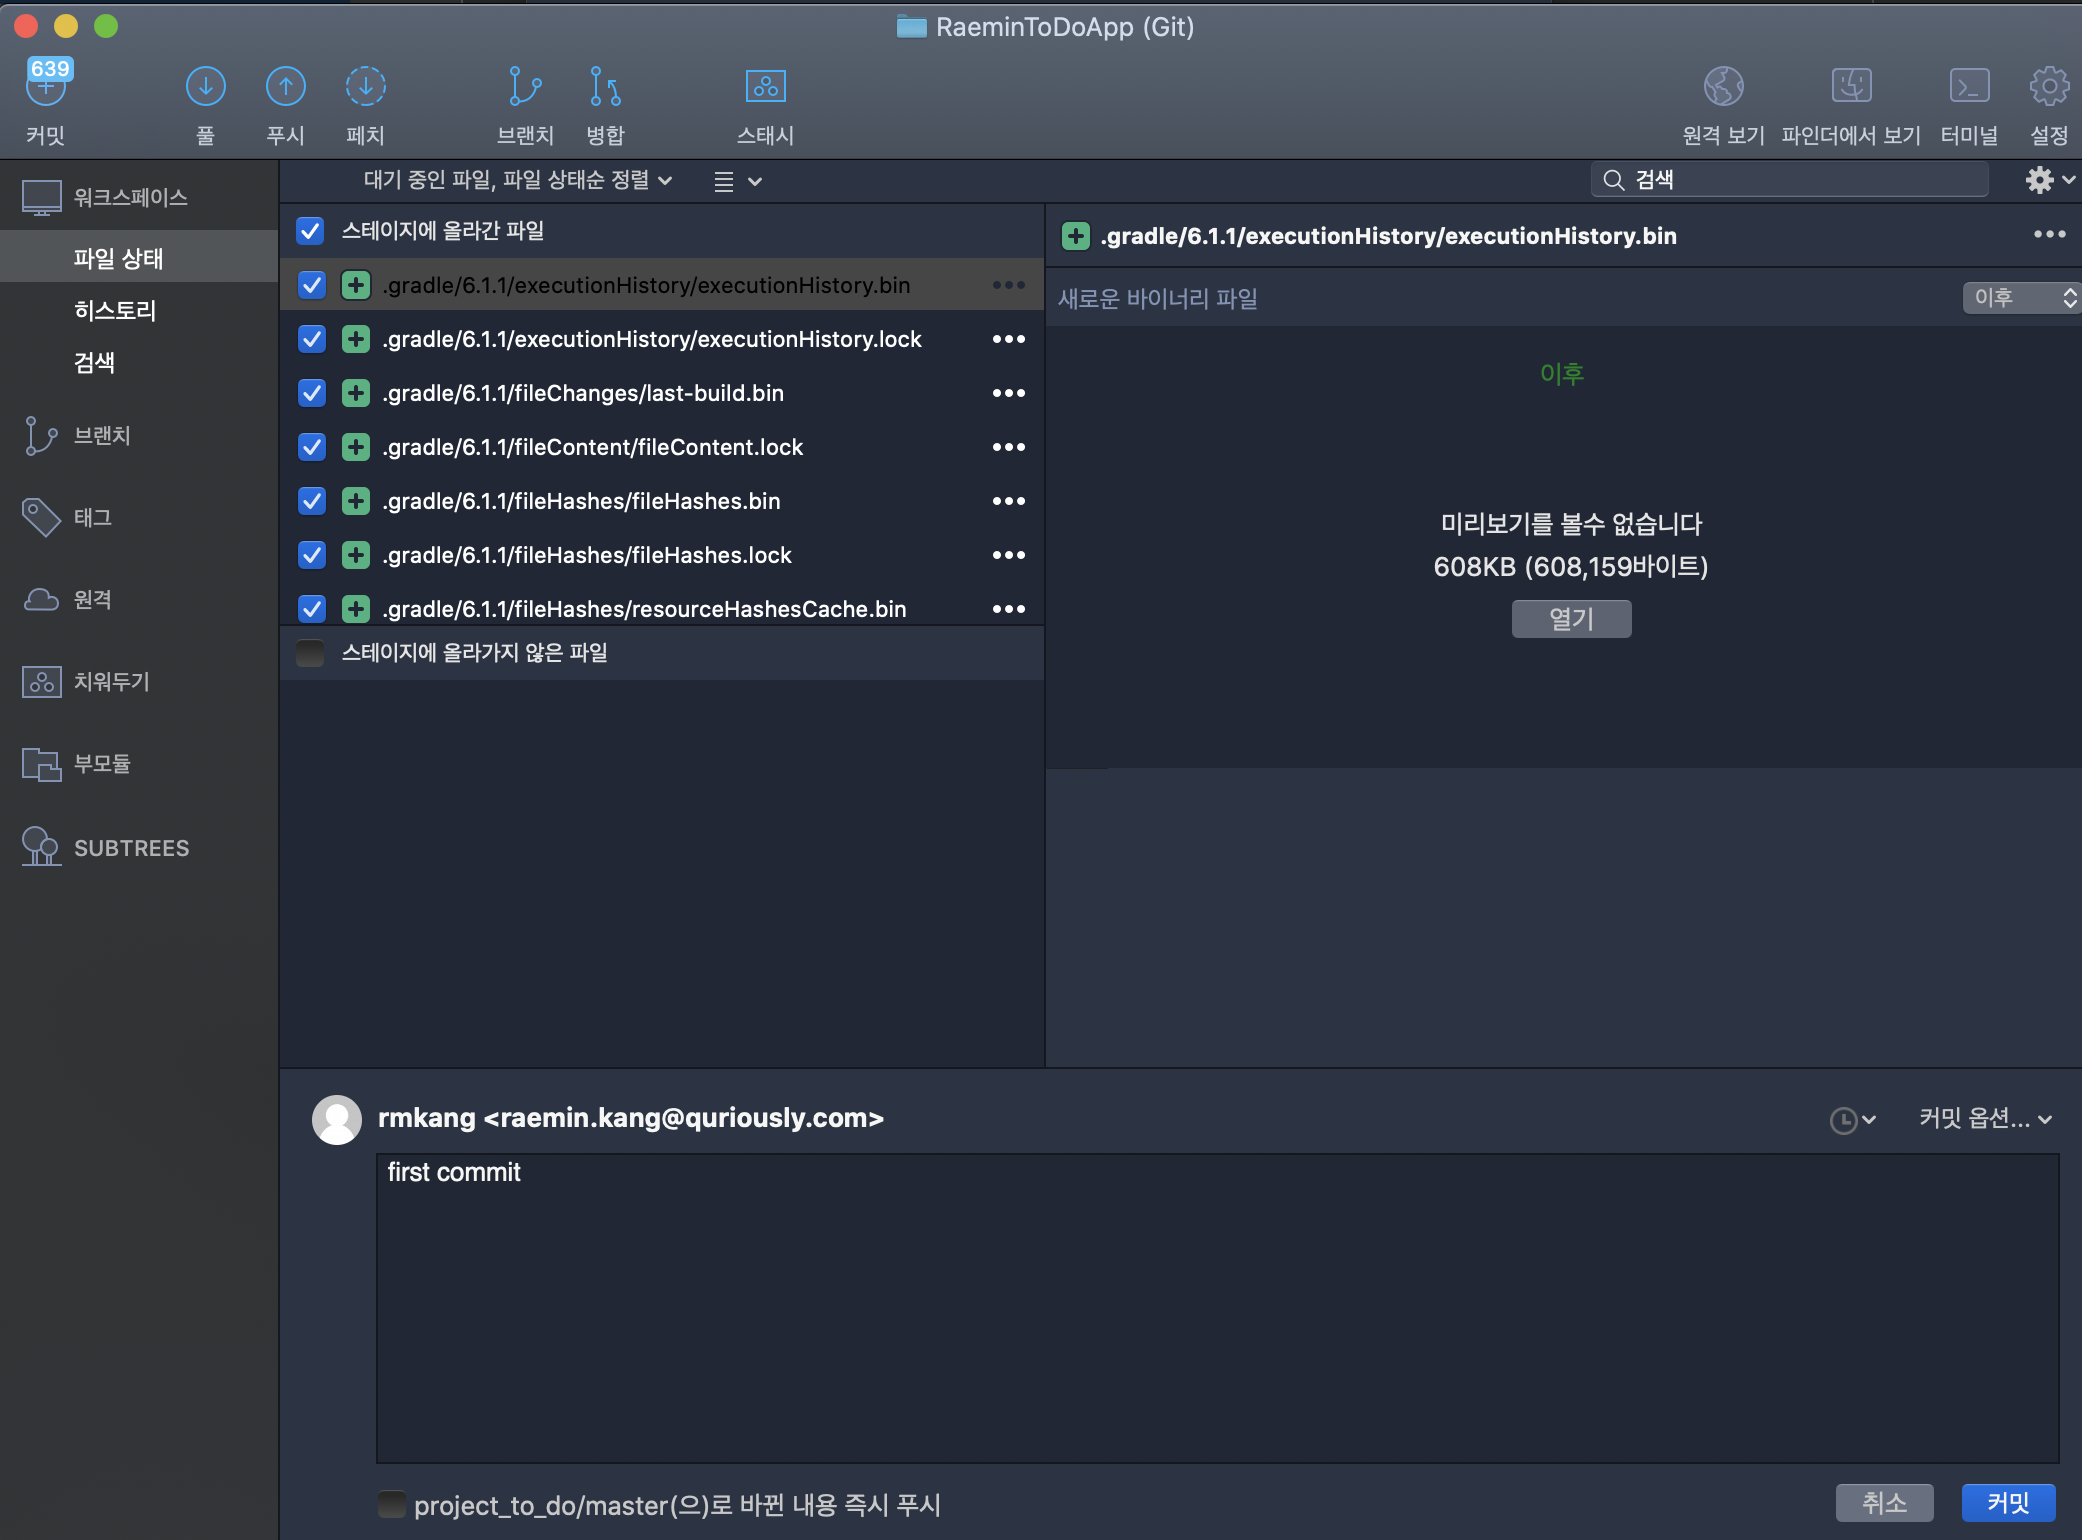 RaeminToDoApp (Git)
639
커밋
풀
푸시
페치
브랜치
병합
스태시
원격 보기
파인더에서 보기
터미널
설정
워크스페이스
파일 상태
히스토리
검색
브랜치
태그
원격
치워두기
부모듈
SUBTREES
대기 중인 파일, 파일 상태순 정렬
검색
스테이지에 올라간 파일
.gradle/6.1.1/executionHistory/executionHistory.bin
.gradle/6.1.1/executionHistory/executionHistory.lock
.gradle/6.1.1/fileChanges/last-build.bin
.gradle/6.1.1/fileContent/fileContent.lock
.gradle/6.1.1/fileHashes/fileHashes.bin
.gradle/6.1.1/fileHashes/fileHashes.lock
.gradle/6.1.1/fileHashes/resourceHashesCache.bin
스테이지에 올라가지 않은 파일
.gradle/6.1.1/executionHistory/executionHistory.bin
새로운 바이너리 파일
이후
이후
미리보기를 볼수 없습니다
608KB (608,159바이트)
열기
rmkang <raemin.kang@quriously.com>
커밋 옵션...
first commit
project_to_do/master(으)로 바뀐 내용 즉시 푸시
취소
커밋